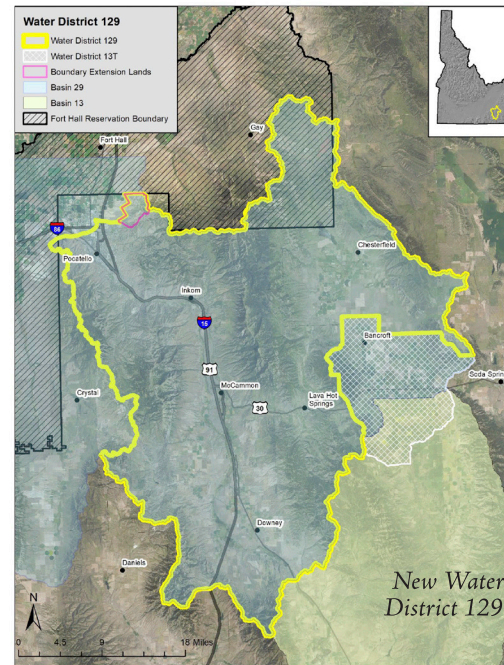 Water District 129
Water District 129
Water District 13T
Boundary Extension Lands
Basin 29
Basin 13
Fort Hall Reservation Boundary
Fort Hall
Gay
86
Pocatello
Chesterfield
Inkom
15
Bancroft
Soda Sprin
91
McCammon
Crystal
30
Lava Hot
Springs
Downey
Daniels
New Water
District 129
N
0 4.5 9 18 Miles